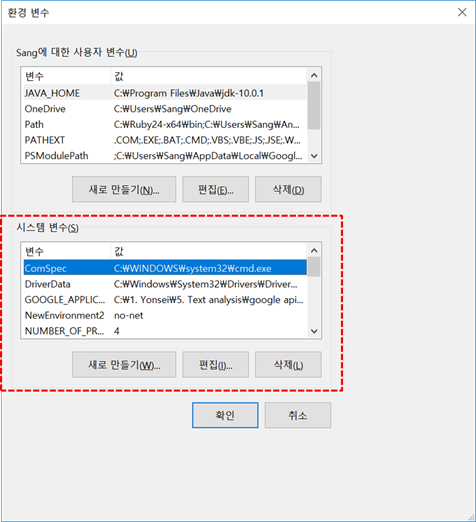 환경 변수
Sang에 대한 사용자 변수(U)
변수 값
JAVA_HOME C:₩Program Files₩Java₩jdk-10.0.1
OneDrive C:₩Users₩Sang₩OneDrive
Path C:₩Ruby24-x64₩bin;C:₩Users₩Sang₩An...
PATHEXT .COM;.EXE;.BAT;.CMD;.VBS;.VBE;.JS;.JSE;.W...
PSModulePath ;C:₩Users₩Sang₩AppData₩Local₩Googl...
새로 만들기(N)... 편집(E)... 삭제(D)
시스템 변수(S)
변수 값
ComSpec C:₩WINDOWS₩system32₩cmd.exe
DriverData C:₩Windows₩System32₩Drivers₩Driver...
GOOGLE_APPLIC... C:₩1. Yonsei₩5. Text analysis₩google api...
NewEnvironment2 no-net
NUMBER_OF_PR... 4
새로 만들기(W)... 편집(I)... 삭제(L)
확인 취소